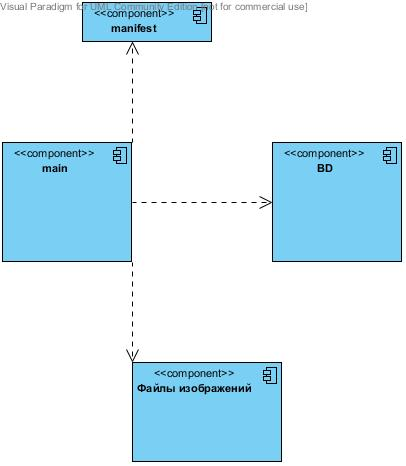 Visual Paradigm for UML Community Edition [not for commercial use]
<<component>>
manifest
<<component>>
main
<<component>>
BD
<<component>>
Файлы изображений